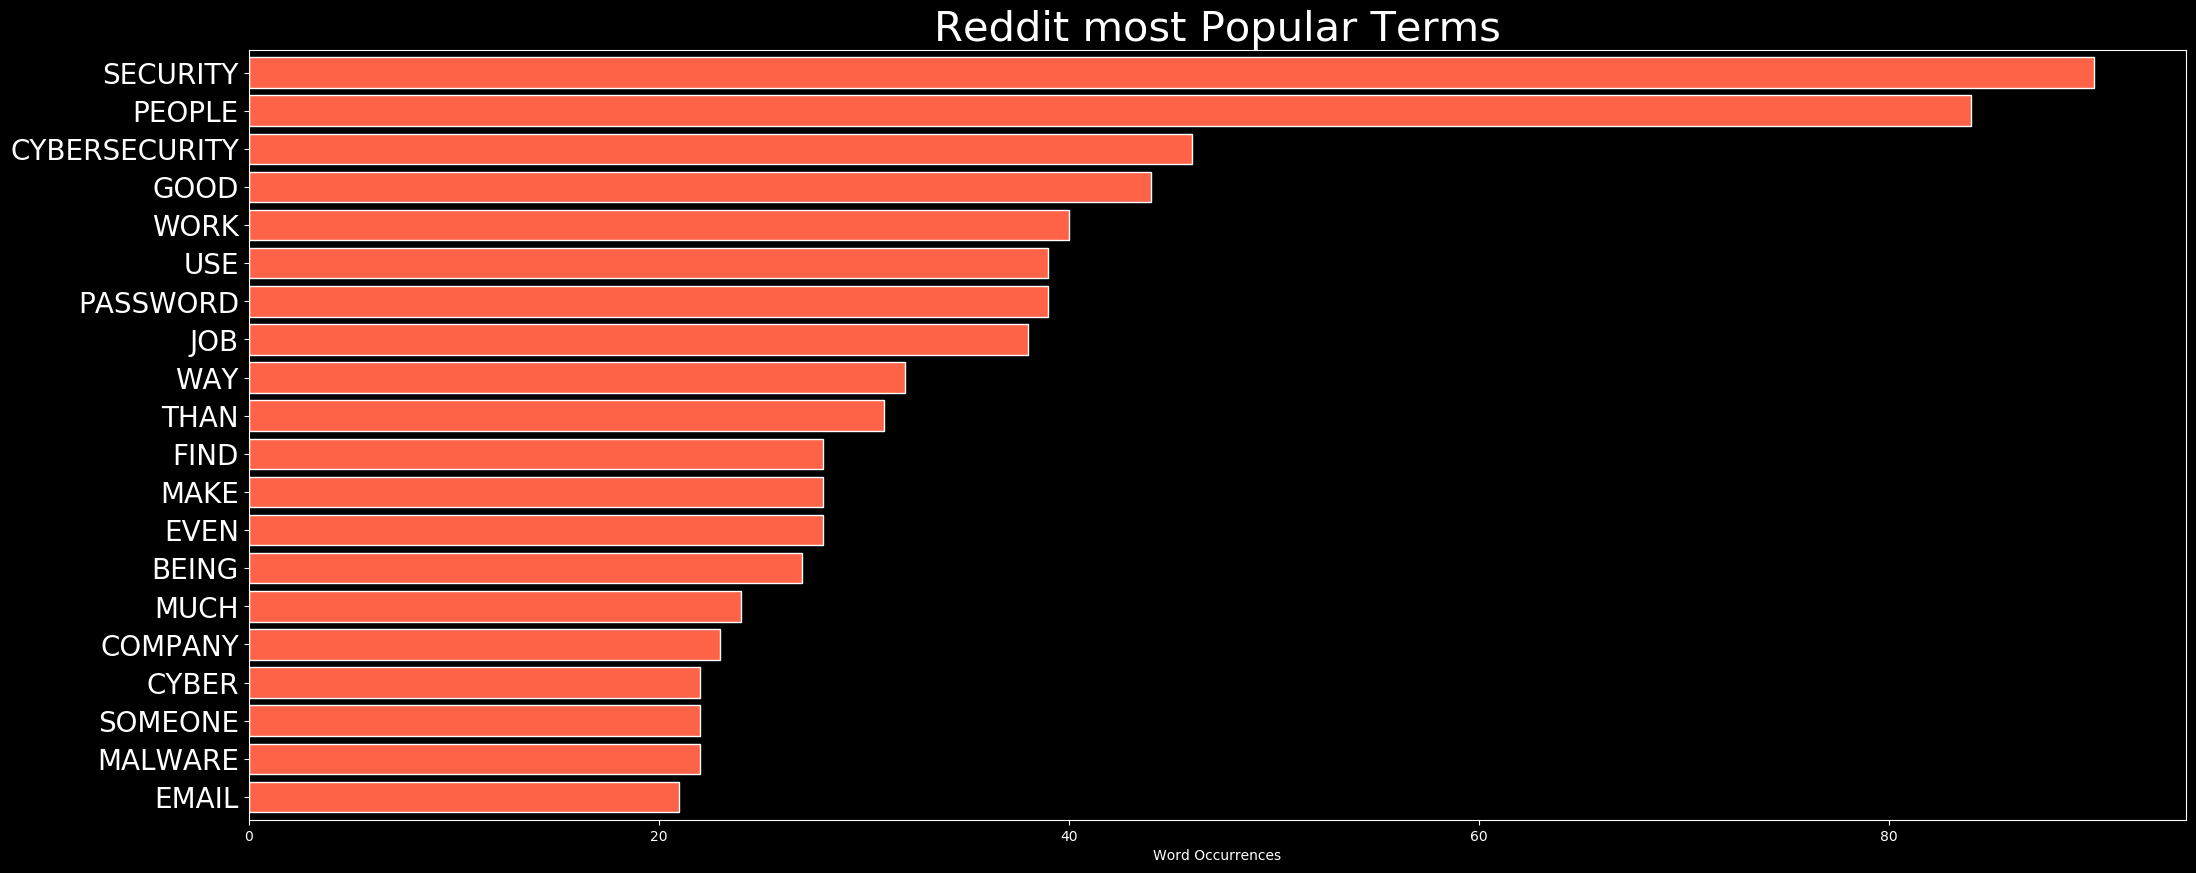 Reddit most Popular Terms
SECURITY
PEOPLE
CYBERSECURITY
GOOD
WORK
USE
PASSWORD
JOB
WAY
THAN
FIND
MAKE
EVEN
BEING
MUCH
COMPANY
CYBER
SOMEONE
MALWARE
EMAIL
0 20 40 60 80
Word Occurrences